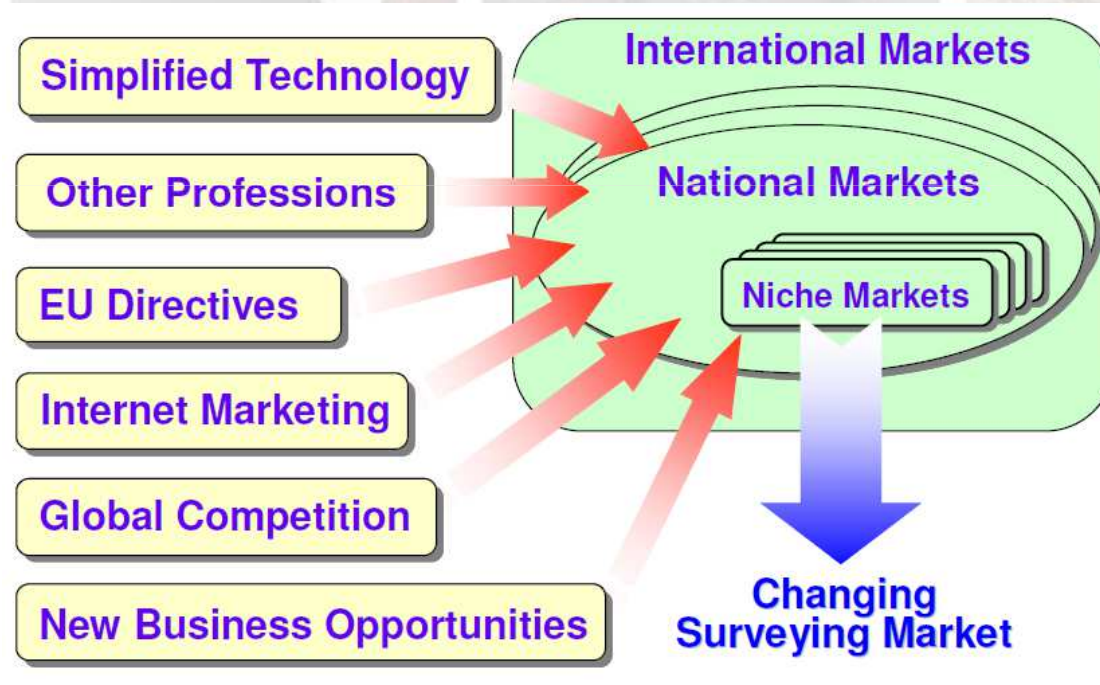 Simplified Technology
Other Professions
EU Directives
Internet Marketing
Global Competition
New Business Opportunities
International Markets
National Markets
Niche Markets
Changing
Surveying Market